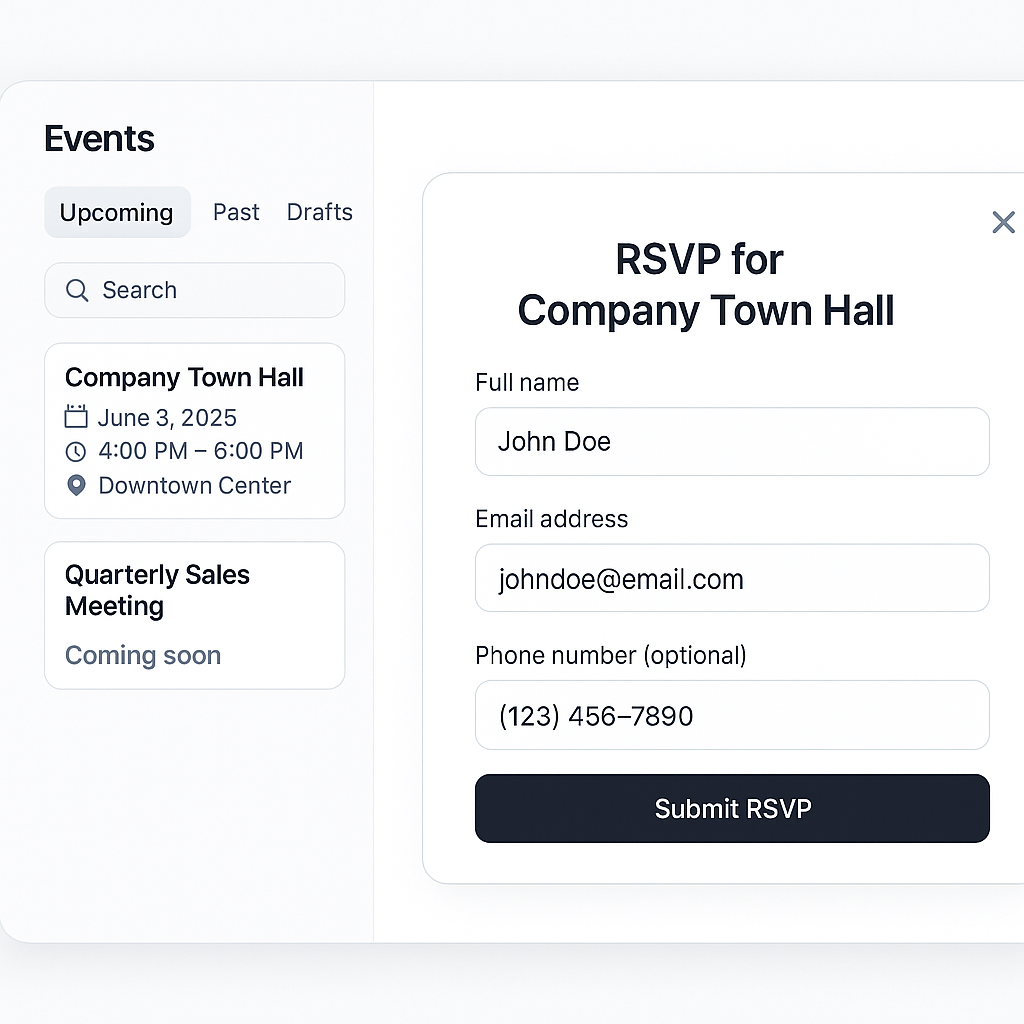 Events
Upcoming Past Drafts
Search
Company Town Hall
June 3, 2025
4:00 PM – 6:00 PM
Downtown Center
Quarterly Sales
Meeting
Coming soon
RSVP for
Company Town Hall
Full name
John Doe
Email address
johndoe@email.com
Phone number (optional)
(123) 456–7890
Submit RSVP